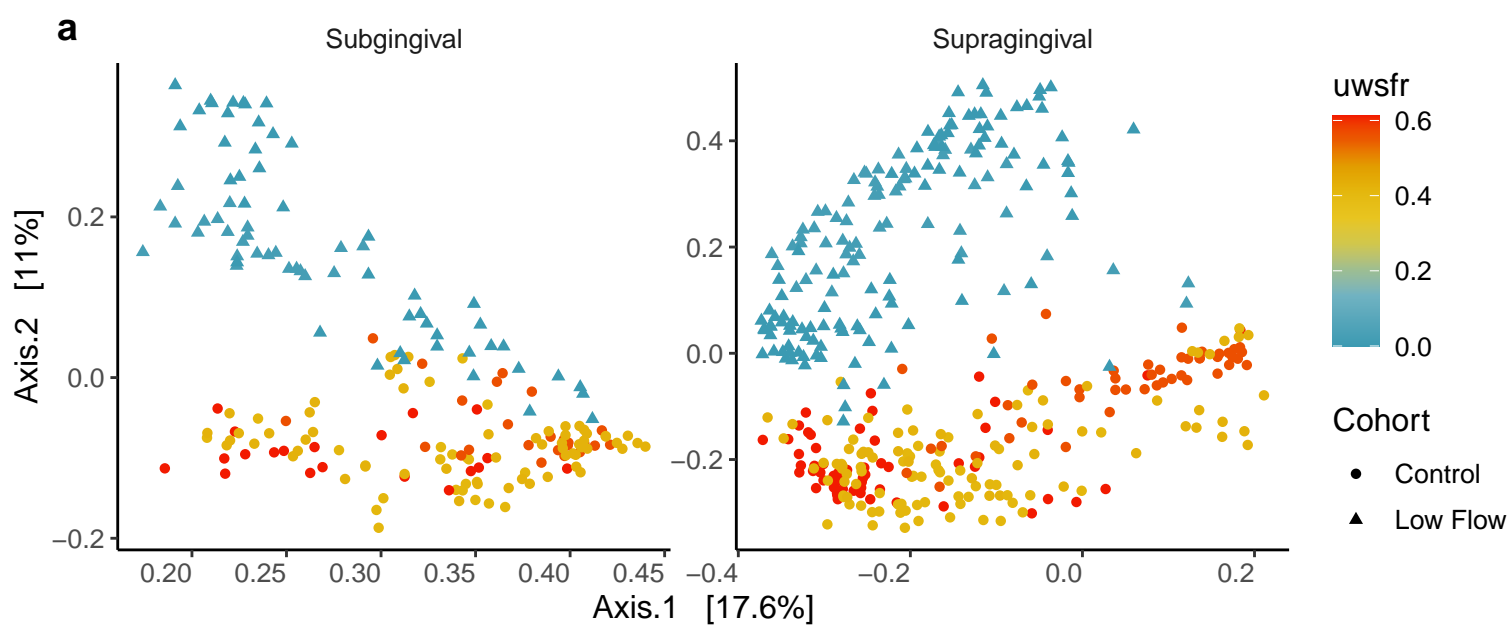 a
Subgingival
Supragingival
Axis.2 [11%]
0.2
0.0
−0.2
0.4
0.2
0.0
−0.2
0.20 0.25 0.30 0.35 0.40 0.45
−0.4 −0.2 0.0 0.2
Axis.1 [17.6%]
uwsfr
0.6
0.4
0.2
0.0
Cohort
Control
Low Flow